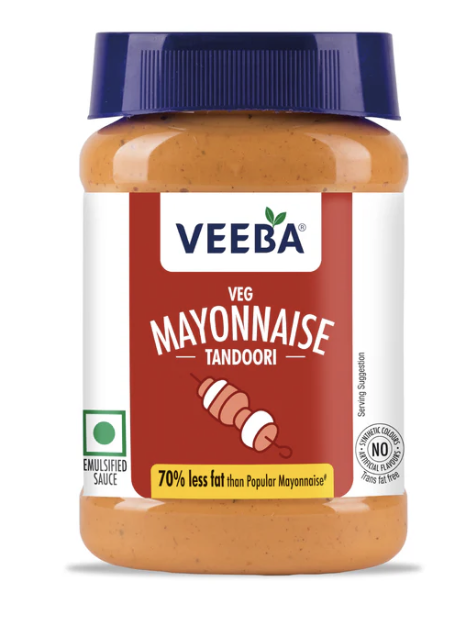 VEEBA®
VEG
MAYONNAISE
TANDOORI
Serving Suggestion
EMULSIFIED
SAUCE
70% less fat than Popular Mayonnaise#
SYNTHETIC COLOURS
NO
ARTIFICIAL FLAVOURS
Trans fat free